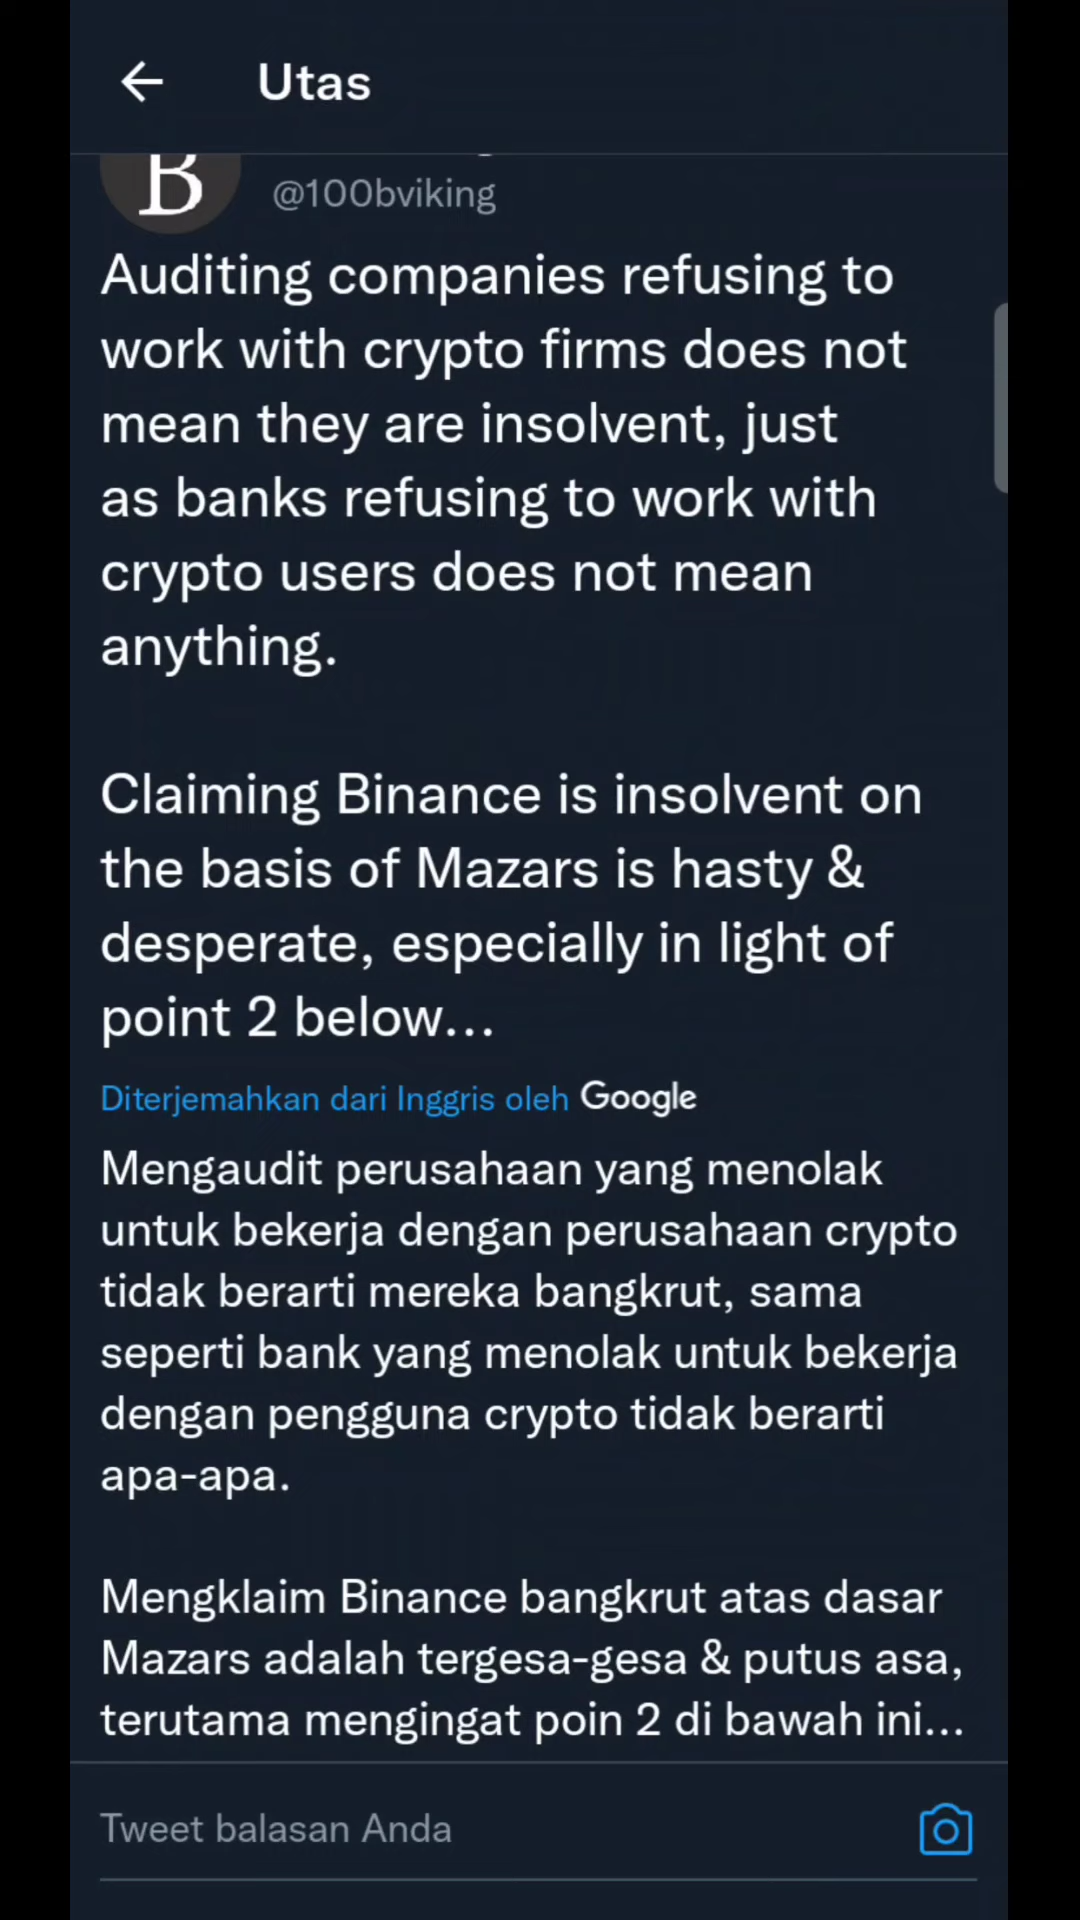 Utas
B
@100bviking
Auditing companies refusing to
work with crypto firms does not
mean they are insolvent, just
as banks refusing to work with
crypto users does not mean
anything.
Claiming Binance is insolvent on
the basis of Mazars is hasty &
desperate, especially in light of
point 2 below...
Diterjemahkan dari Inggris oleh Google
Mengaudit perusahaan yang menolak
untuk bekerja dengan perusahaan crypto
tidak berarti mereka bangkrut, sama
seperti bank yang menolak untuk bekerja
dengan pengguna crypto tidak berarti
apa-apa.
Mengklaim Binance bangkrut atas dasar
Mazars adalah tergesa-gesa & putus asa,
terutama mengingat poin 2 di bawah ini...
Tweet balasan Anda